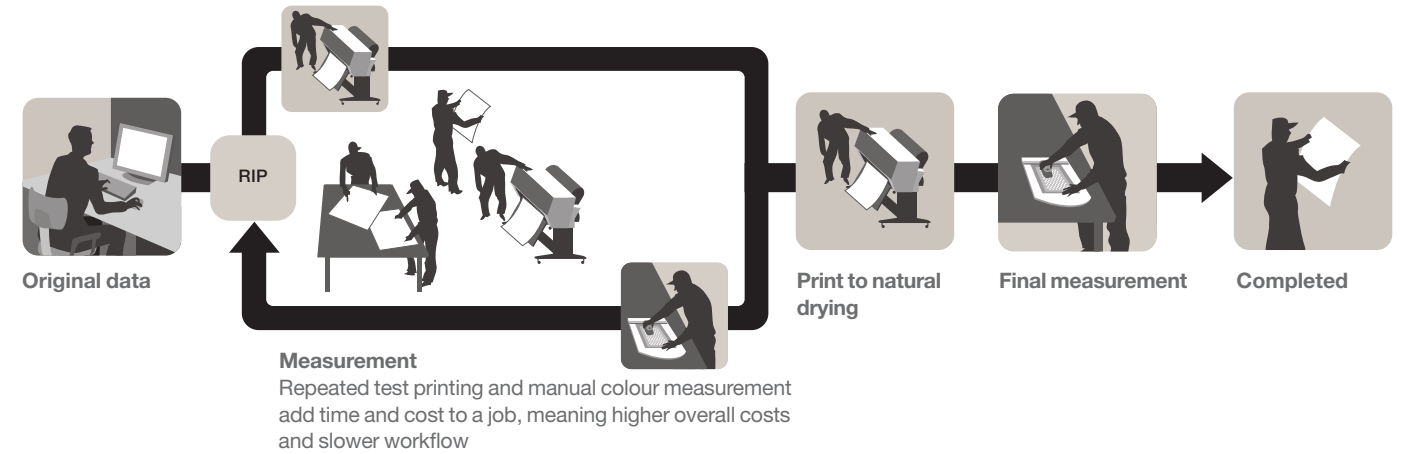 RIP
Original data
Print to natural
drying
Final measurement
Completed
Measurement
Repeated test printing and manual colour measurement
add time and cost to a job, meaning higher overall costs
and slower workflow